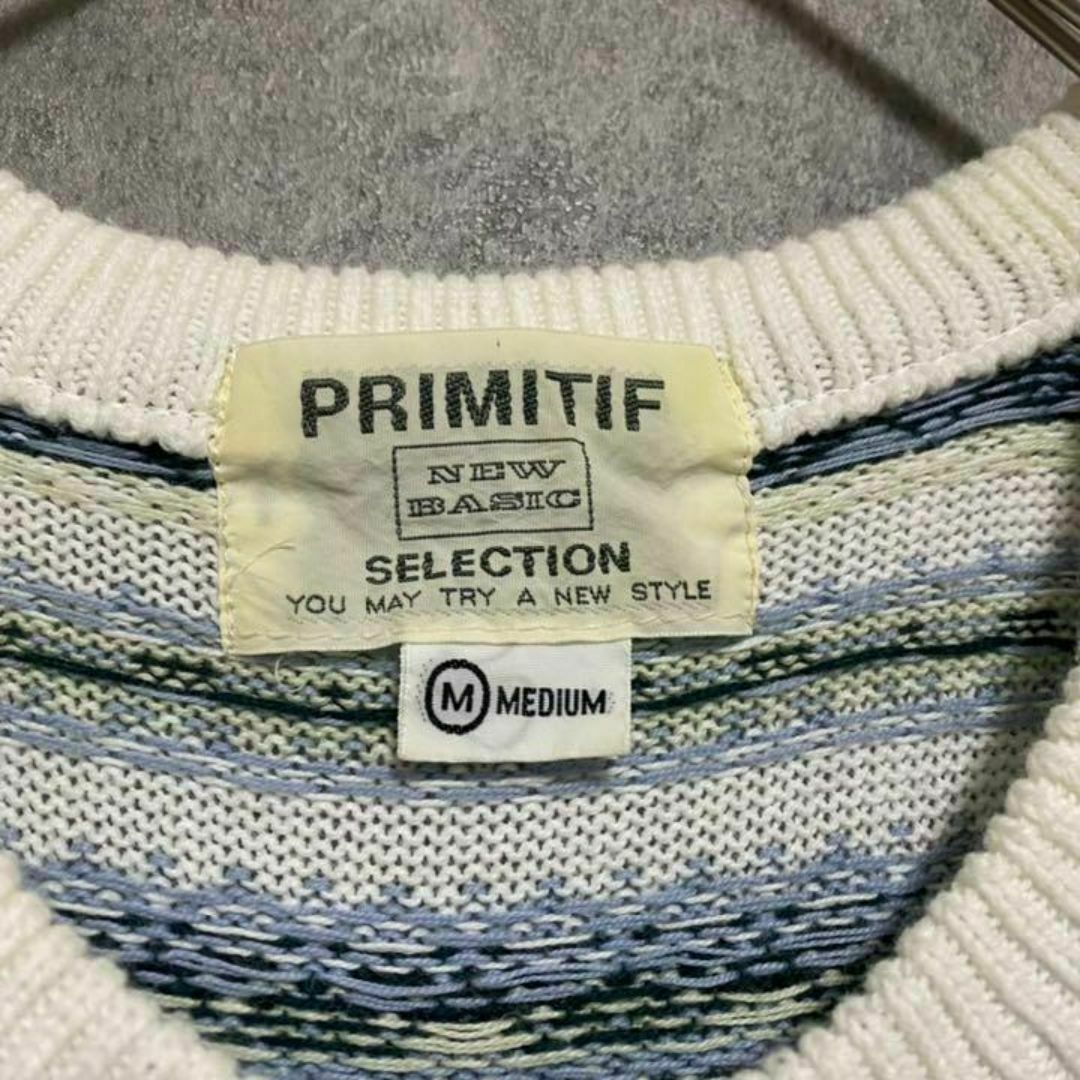 PRIMITIF
NEW
BASIC
SELECTION
YOU MAY TRY A NEW STYLE
M MEDIUM